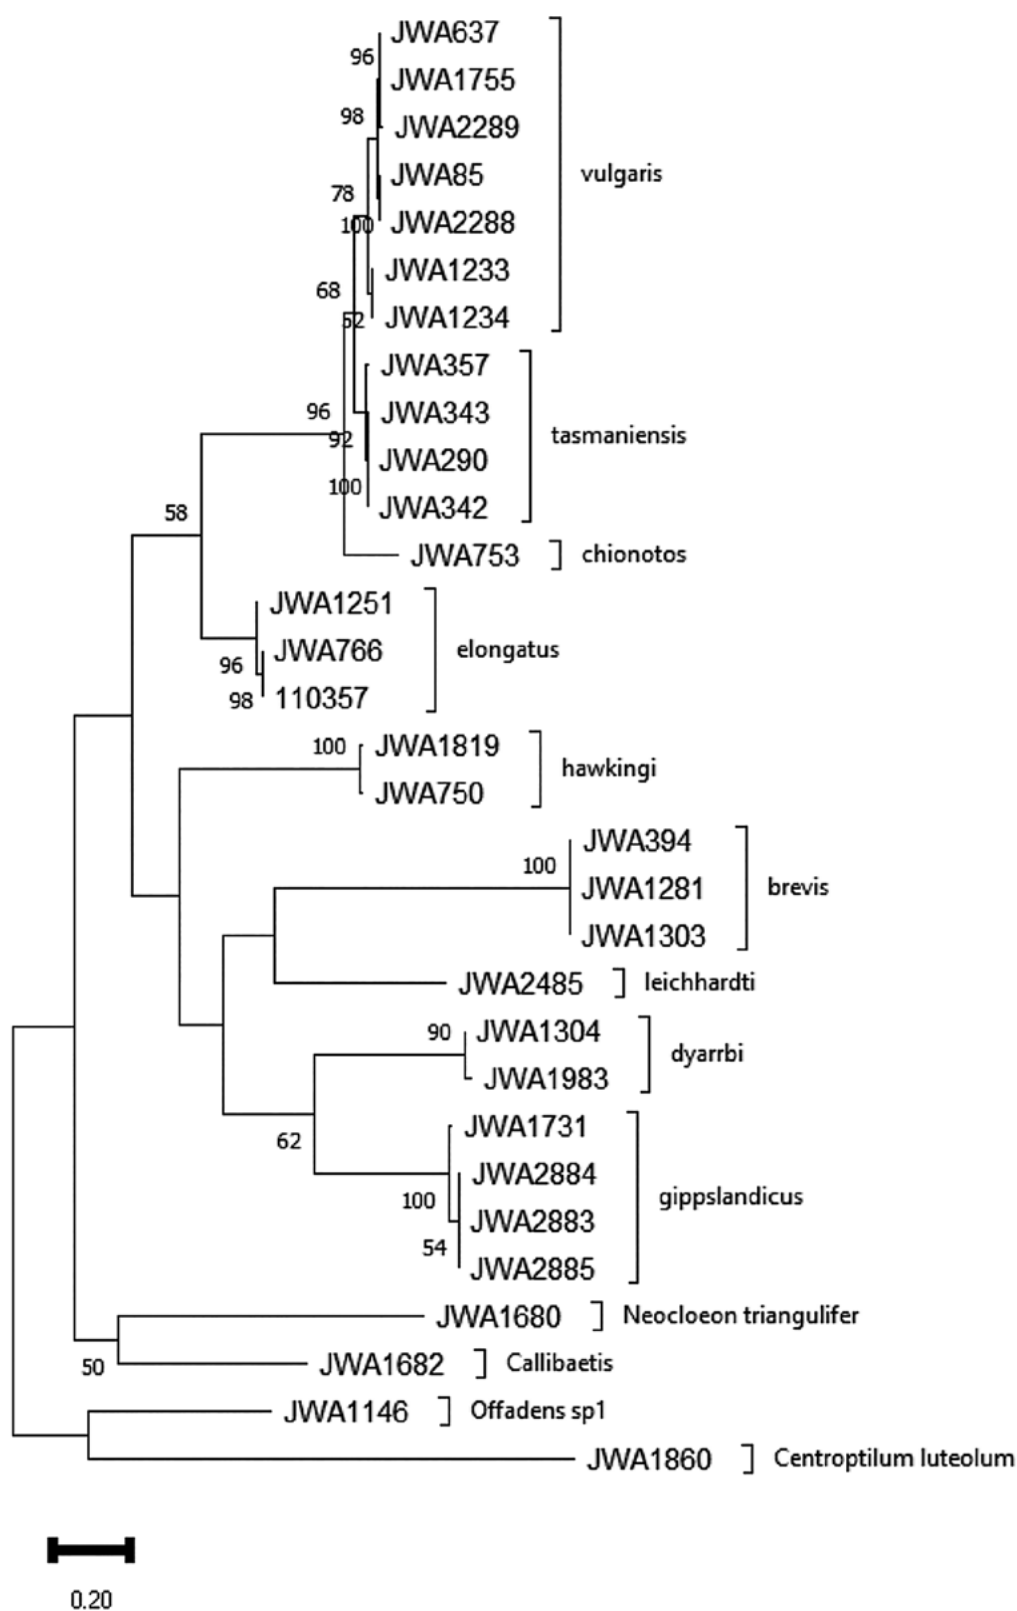 JWA637
96
JWA1755
98
JWA2289
JWA85
vulgaris
78
100
JWA2288
JWA1233
68
52
JWA1234
JWA357
96
JWA343
92
tasmaniensis
JWA290
100
JWA342
58
JWA753
chionotos
JWA1251
JWA766
elongatus
96
98
110357
100
JWA1819
hawkingi
JWA750
JWA394
100
JWA1281
brevis
JWA1303
JWA2485
leichhardti
90
JWA1304
dyarrbi
JWA1983
JWA1731
62
JWA2884
100
gippslandicus
JWA2883
54
JWA2885
JWA1680
Neocloeon triangulifer
50
JWA1682
Callibaetis
JWA1146
Offadens sp1
JWA1860
Centroptilum luteolum
0.20